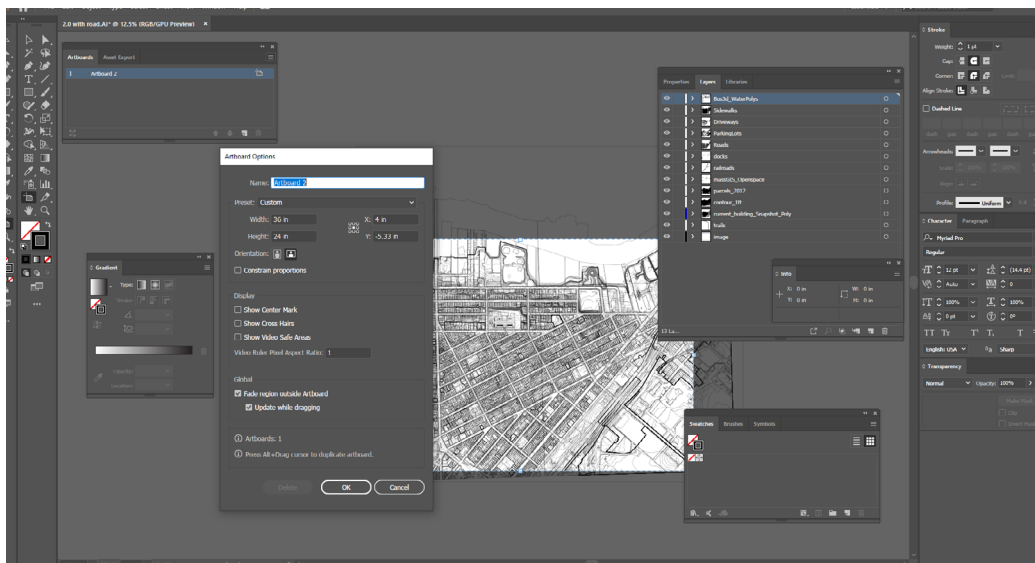 2.0 with road.AI* @ 12.5% (RGB/GPU Preview) ×
Artboards Asset Export
1 Artboard 2
Artboard Options
Name: Artboard 2
Preset: Custom
Width: 36 in X: 4 in
Height: 24 in Y: -5.33 in
Orientation:
Constrain proportions
Display
Show Center Mark
Show Cross Hairs
Show Video Safe Areas
Video Ruler Pixel Aspect Ratio: 1
Global
Fade region outside Artboard
Update while dragging
Artboards: 1
Press Alt +Drag cursor to duplicate artboard.
Delete OK Cancel
Gradient
Type:
Stroke:
Opacity:
Location:
Properties Layers Libraries
Bos3d_WaterPolys
Sidewalks
Driveways
ParkingLots
Roads
docks
railroads
massGIS_Openspace
parcels_2012
contour_1ft
current_building_Snapshot_Poly
trails
image
13 La...
Info
X: 0 in W: 0 in
Y: 0 in H: 0 in
Swatches Brushes Symbols
Stroke
Weight: 1 pt
Cap:
Corner: Limit:
Align Stroke:
Dashed Line
dash gap dash gap dash gap
Arrowheads:
Scale: 100% 100%
Align:
Profile: Uniform
Character Paragraph
Myriad Pro
Regular
12 pt (14.4 pt)
Auto 0
100% 100%
0 pt 0°
English: USA Sharp
Transparency
Normal Opacity: 100%
Make Mask
Clip